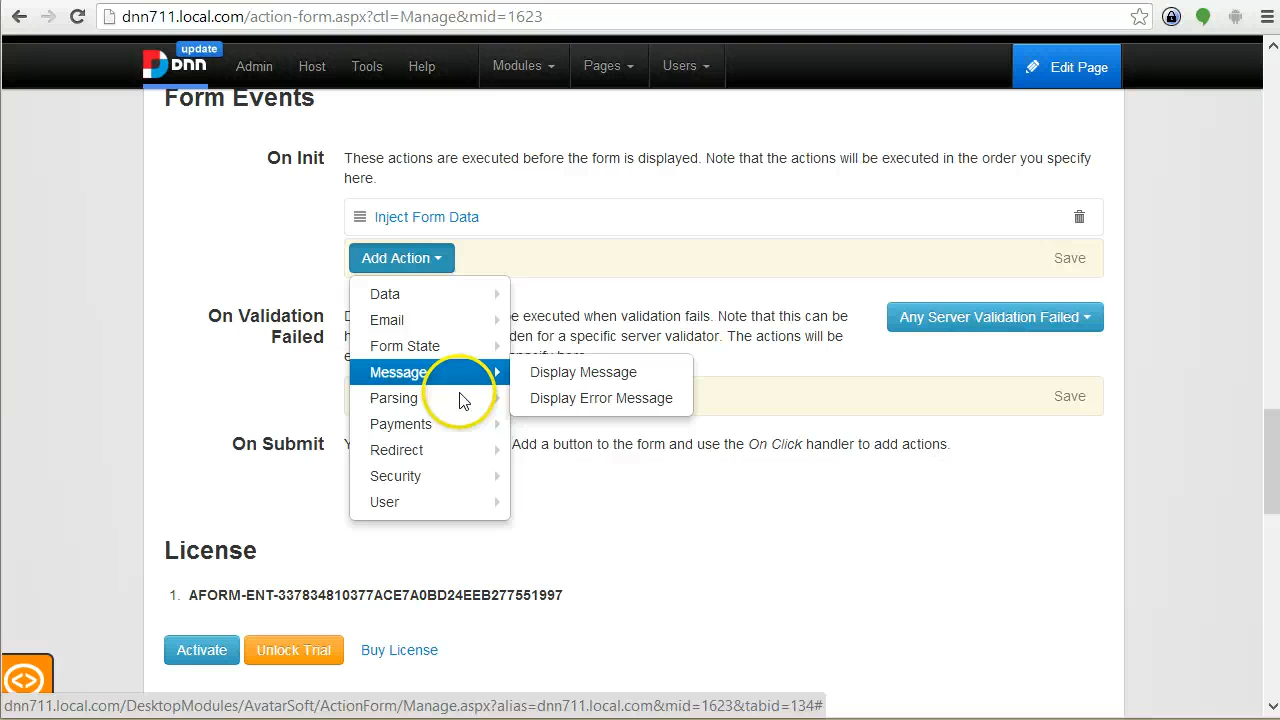 dnn711.local.com/action-form.aspx?ctl=Manage&mid=1623
update
DNN Admin Host Tools Help Modules Pages Users Edit Page
Form Events
On Init These actions are executed before the form is displayed. Note that the actions will be executed in the order you specify
here.
Inject Form Data
Add Action Save
Data
On Validation
Failed
be executed when validation fails. Note that this can be
den for a specific server validator. The actions will be
Any Server Validation Failed
Email
Form State
Message Display Message
Parsing Display Error Message
Save
Payments
On Submit Add a button to the form and use the On Click handler to add actions.
Redirect
Security
User
License
1. AFORM-ENT-337834810377ACE7A0BD24EEB277551997
Activate Unlock Trial Buy License
dnn711.local.com/DesktopModules/AvatarSoft/ActionForm/Manage.aspx?alias=dnn711.local.com&mid=1623&tabid=134#